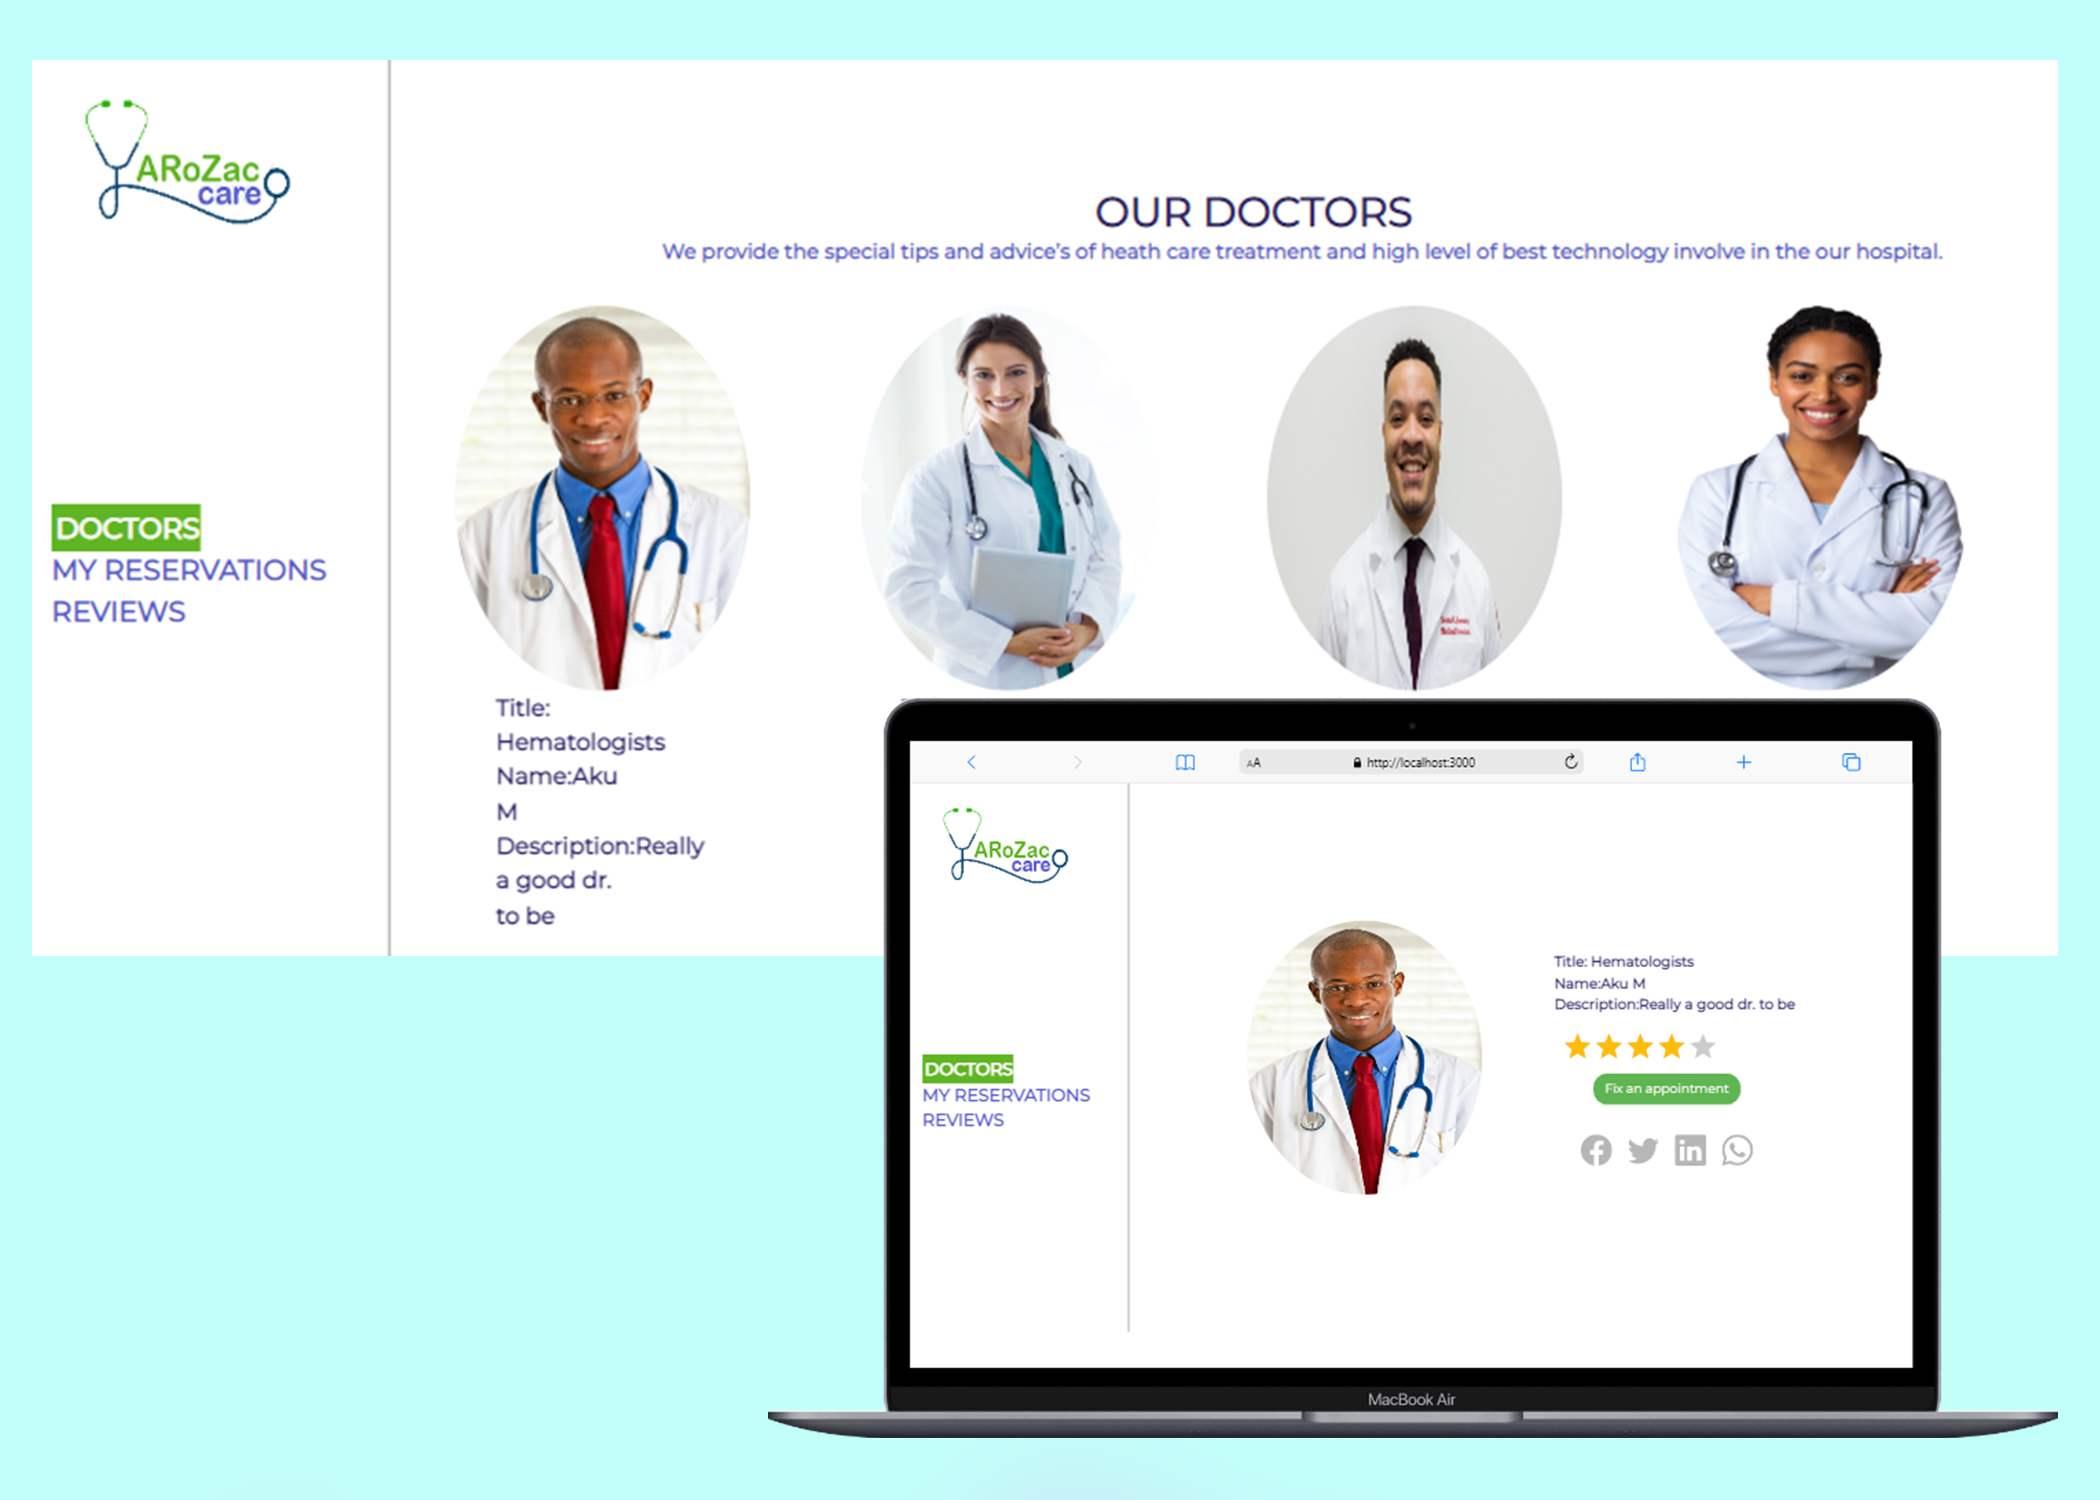 ARoZac
care
OUR DOCTORS
We provide the special tips and advice's of heath care treatment and high level of best technology involve in the our hospital.
DOCTORS
MY RESERVATIONS
REVIEWS
Title:
Hematologists
Name:Aku
M
Description:Really
a good dr.
to be
AA
http://localhost:3000
ARoZac
care
DOCTORS
MY RESERVATIONS
REVIEWS
Title: Hematologists
Name:Aku M
Description:Really a good dr. to be
Fix an appointment
MacBook Air